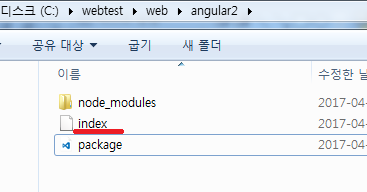 디스크 (C:) ▸ webtest ▸ web ▸ angular2 ▸
공유 대상 ▾ 굽기 새 폴더
이름 수정한 날
node_modules 2017-04-
index 2017-04-
package 2017-04-